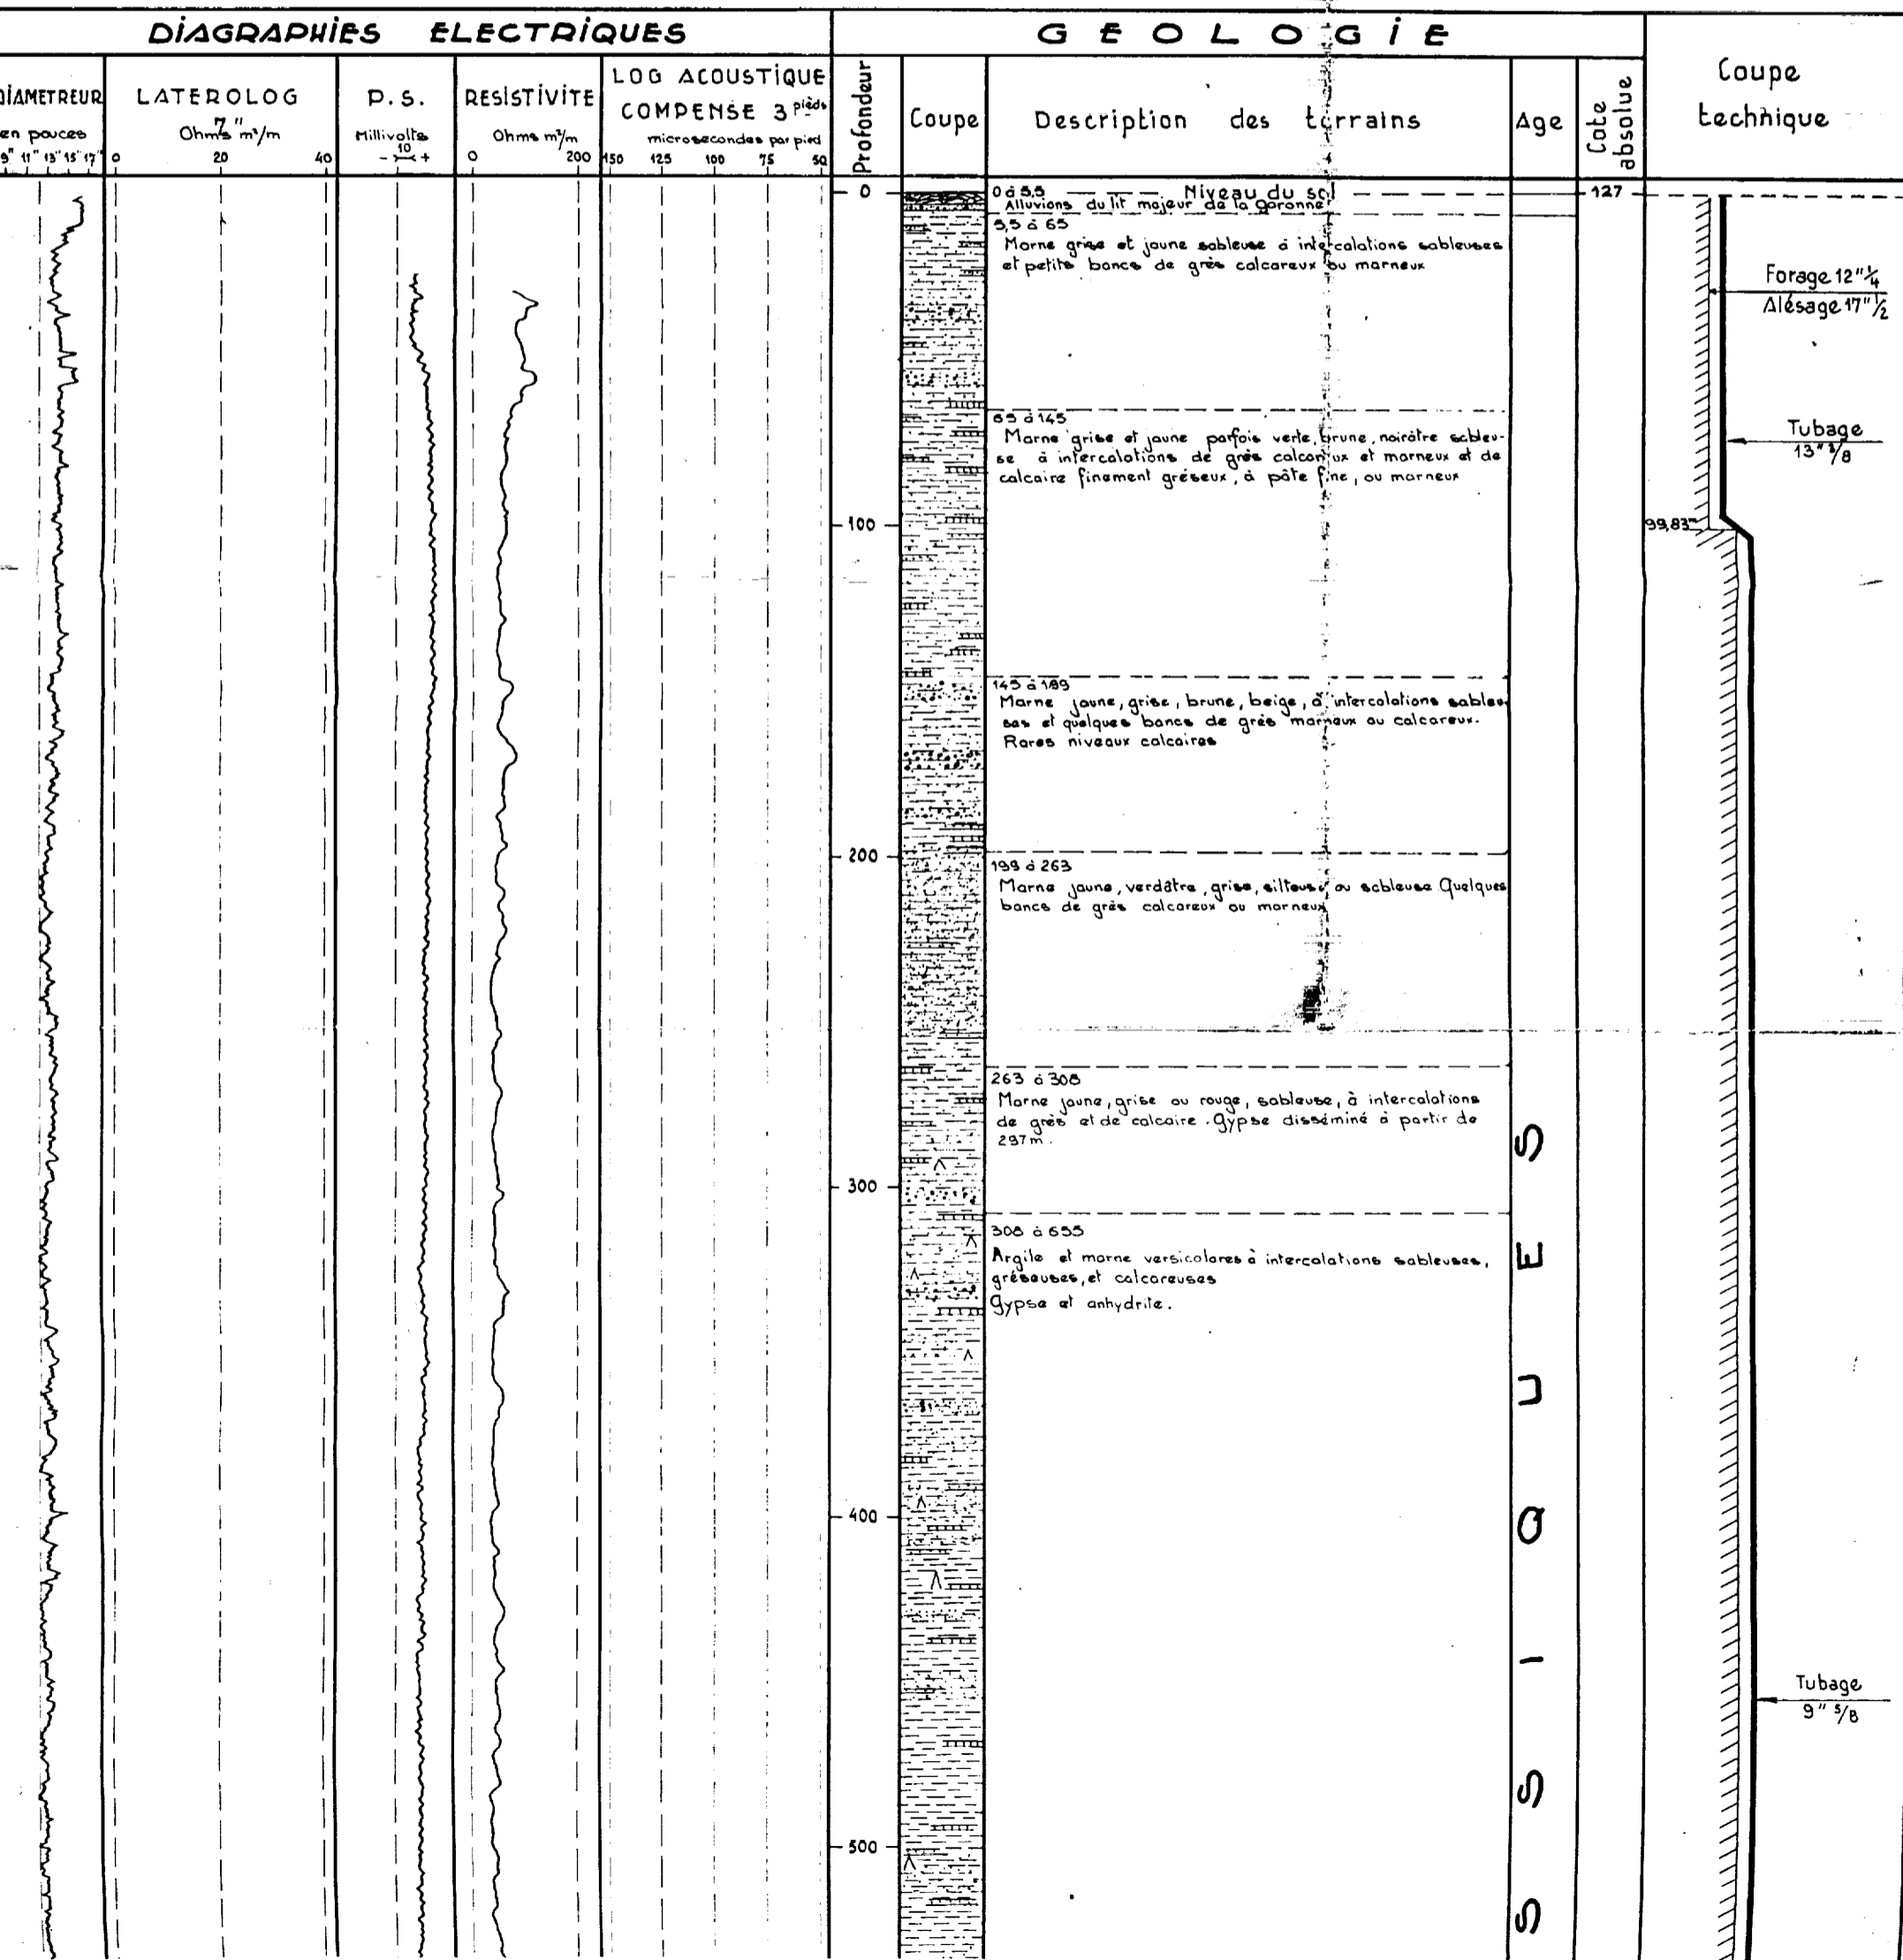 DiAGRAPHiES ELECTRiQUES
GEOLOGiE
DiAMETREUR
en pouces
9" 11" 13" 15" 17"
LATEROLOG
7"
Ohms m²/m
0 20 40
P.S.
Millivolts
10
- +
RESiSTiViTE
Ohms m²/m
0 200
LOG ACOUSTiQUE
COMPENSE 3 pieds
microsecondes par pied
150 125 100 75 50
Profondeur
Coupe
Description des terrains
Age
Cote
absolue
Coupe
technique
0
0 à 5,5 Niveau du sol
127
Alluvions du lit majeur de la Garonne
5,5 à 65
Marne grise et jaune sableuse à intercalations sableuses
et petits bancs de grès calcareux ou marneux
Forage 12"¼
Alésage 17"½
65 à 145
Marne grise et jaune parfois verte, brune, noirâtre sableu-
se à intercalations de grès calcareux et marneux et de
calcaire finement gréseux, à pâte fine, ou marneux
Tubage
13" 3/8
100
99,83m
145 à 199
Marne jaune, grise, brune, beige, à intercalations sableu-
ses et quelques bancs de grès marneux ou calcareux.
Rares niveaux calcaires
200
199 à 263
Marne jaune, verdâtre, grise, silteuse ou sableuse Quelques
bancs de grès calcareux ou marneux
263 à 308
Marne jaune, grise ou rouge, sableuse, à intercalations
de grès et de calcaire. Gypse disséminé à partir de
297m.
300
308 à 655
Argile et marne versicolores à intercalations sableuses,
gréseuses, et calcareuses
Gypse et anhydrite.
400
500
SSIQUES
Tubage
9" 5/8